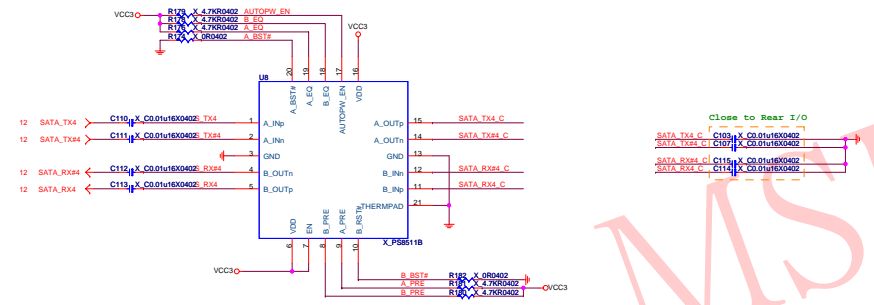 VCC3
R179 X_4.7KR0402 AUTOPW_EN
R178 X_4.7KR0402 B_EQ
X_4.7KR0402 A_EQ
R174 X_0R0402 A_BST#
VCC3
U8
20 19 18 17 16
A_BST# A_EQ B_EQ AUTOPW_EN VDD
12 SATA_TX4 C110 X_C0.01u16X0402 S_TX4 1 A_INp A_OUTp 15 SATA_TX4_C
12 SATA_TX#4 C111 X_C0.01u16X0402 S_TX#4 2 A_INn A_OUTn 14 SATA_TX#4_C
3 GND GND 13
12 SATA_RX#4 C112 X_C0.01u16X0402 S_RX#4 4 B_OUTn B_INn 12 SATA_RX#4_C
12 SATA_RX4 C113 X_C0.01u16X0402 S_RX4 5 B_OUTp B_INp 11 SATA_RX4_C
THERMPAD 21
VDD EN B_PRE A_PRE B_RST#
6 7 8 9 10
X_PS8511B
VCC3
B_BST# R182 X_0R0402
A_PRE R181 X_4.7KR0402
B_PRE R180 X_4.7KR0402
VCC3
Close to Rear I/O
SATA_TX4_C C103 X_C0.01u16X0402
SATA_TX#4_C C107 X_C0.01u16X0402
SATA_RX#4_C C115 X_C0.01u16X0402
SATA_RX4_C C114 X_C0.01u16X0402